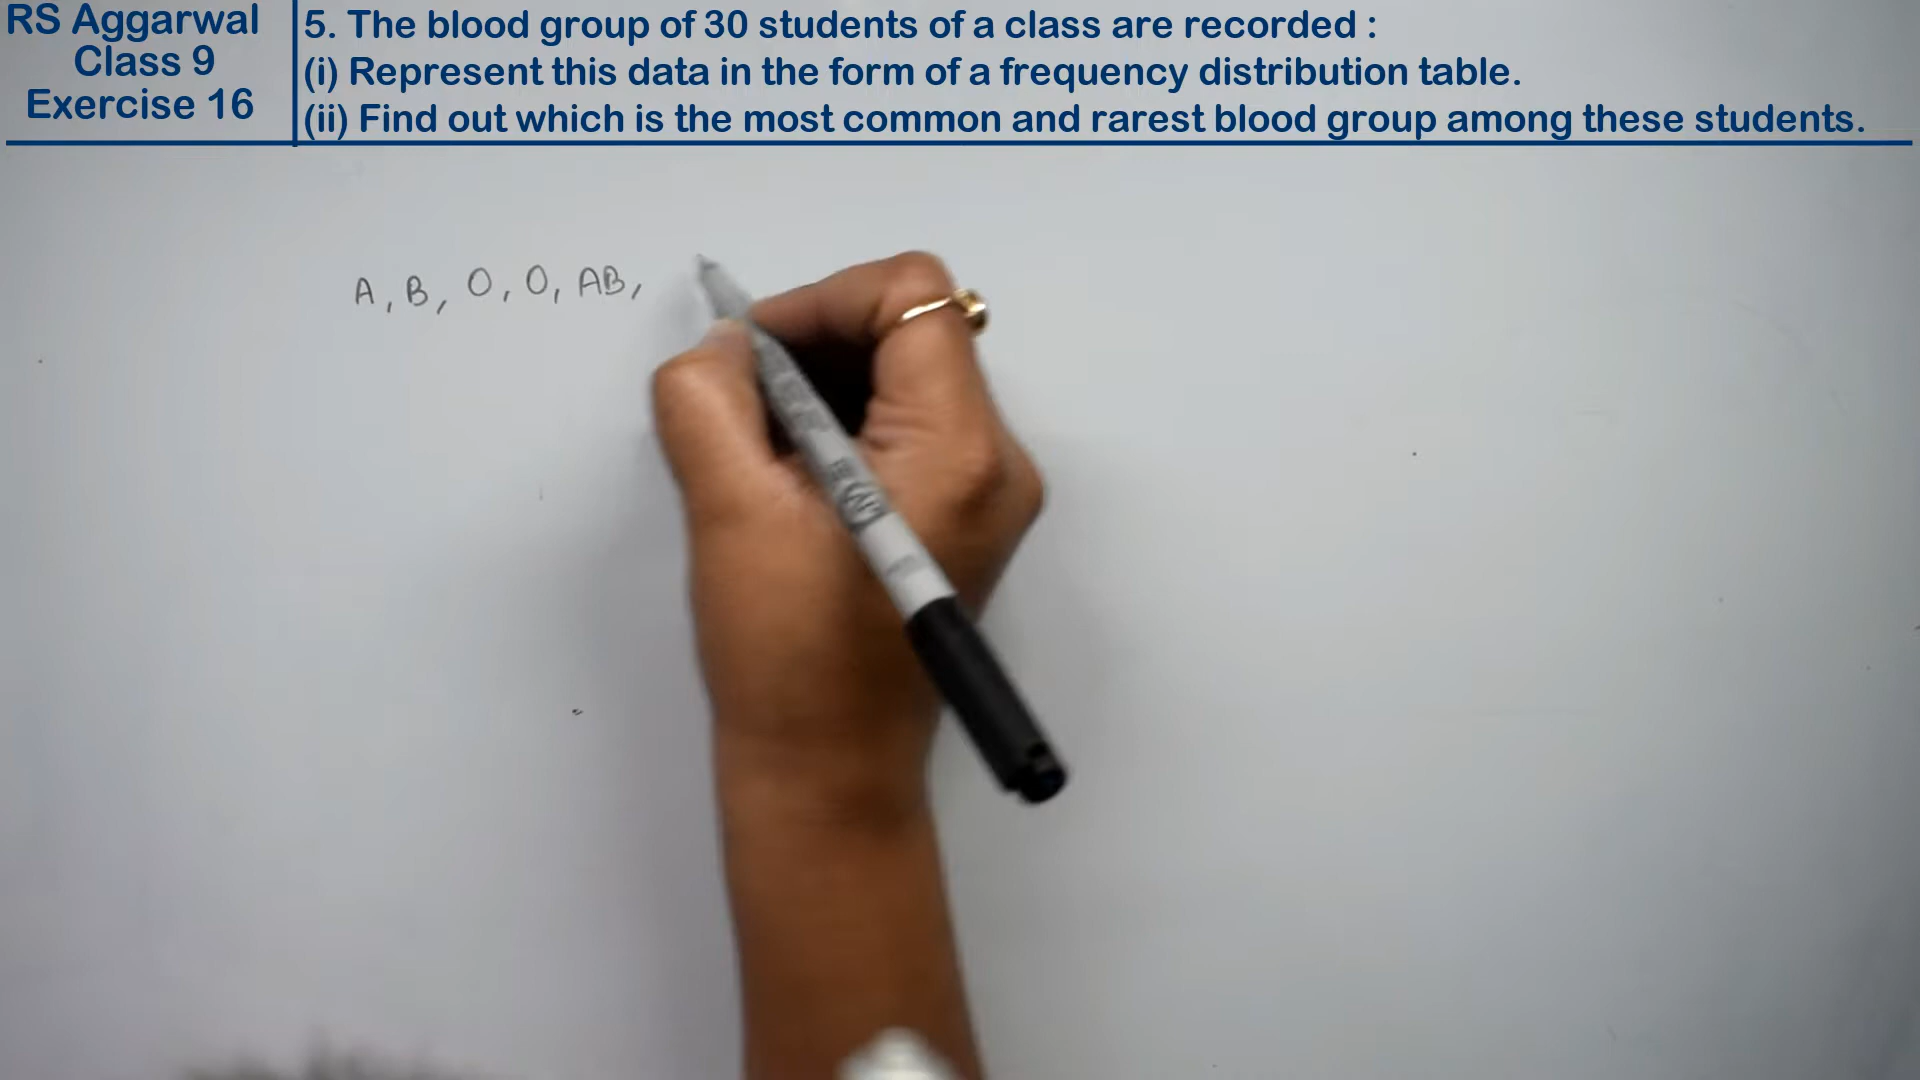 RS Aggarwal
Class 9
Exercise 16
5. The blood group of 30 students of a class are recorded :
(i) Represent this data in the form of a frequency distribution table.
(ii) Find out which is the most common and rarest blood group among these students.
A, B, O, O, AB,